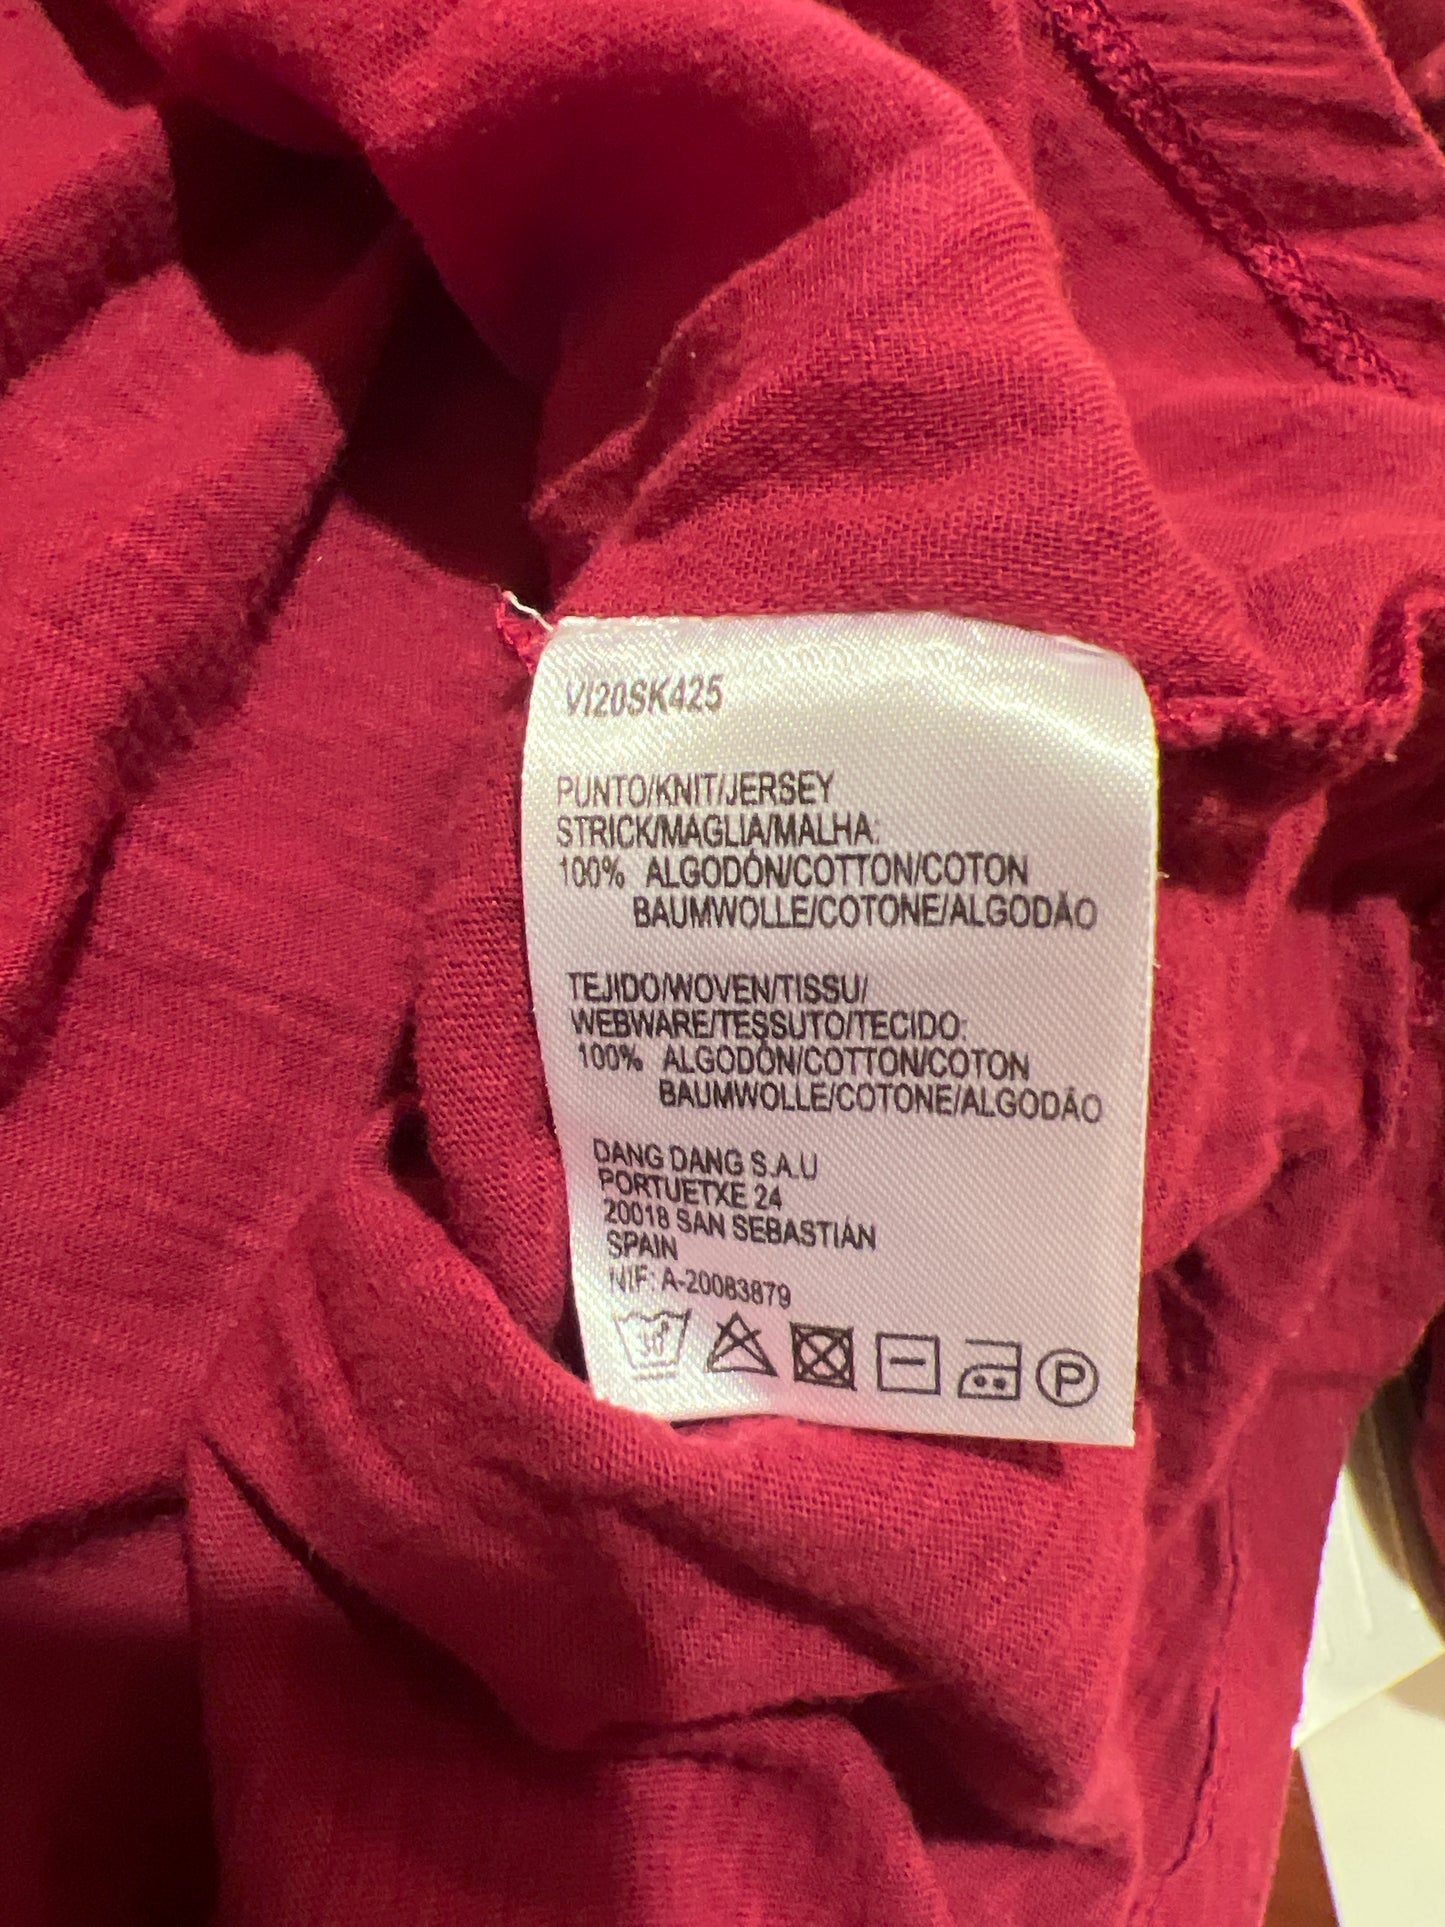 VI20SK425
PUNTO/KNIT/JERSEY
STRICK/MAGLIA/MALHA:
100% ALGODÓN/COTTON/COTON
BAUMWOLLE/COTONE/ALGODÃO
TEJIDO/WOVEN/TISSU/
WEBWARE/TESSUTO/TECIDO:
100% ALGODÓN/COTTON/COTON
BAUMWOLLE/COTONE/ALGODÃO
DANG DANG S.A.U
PORTUETXE 24
20018 SAN SEBASTIÁN
SPAIN
NIF: A-20083879
30°
P